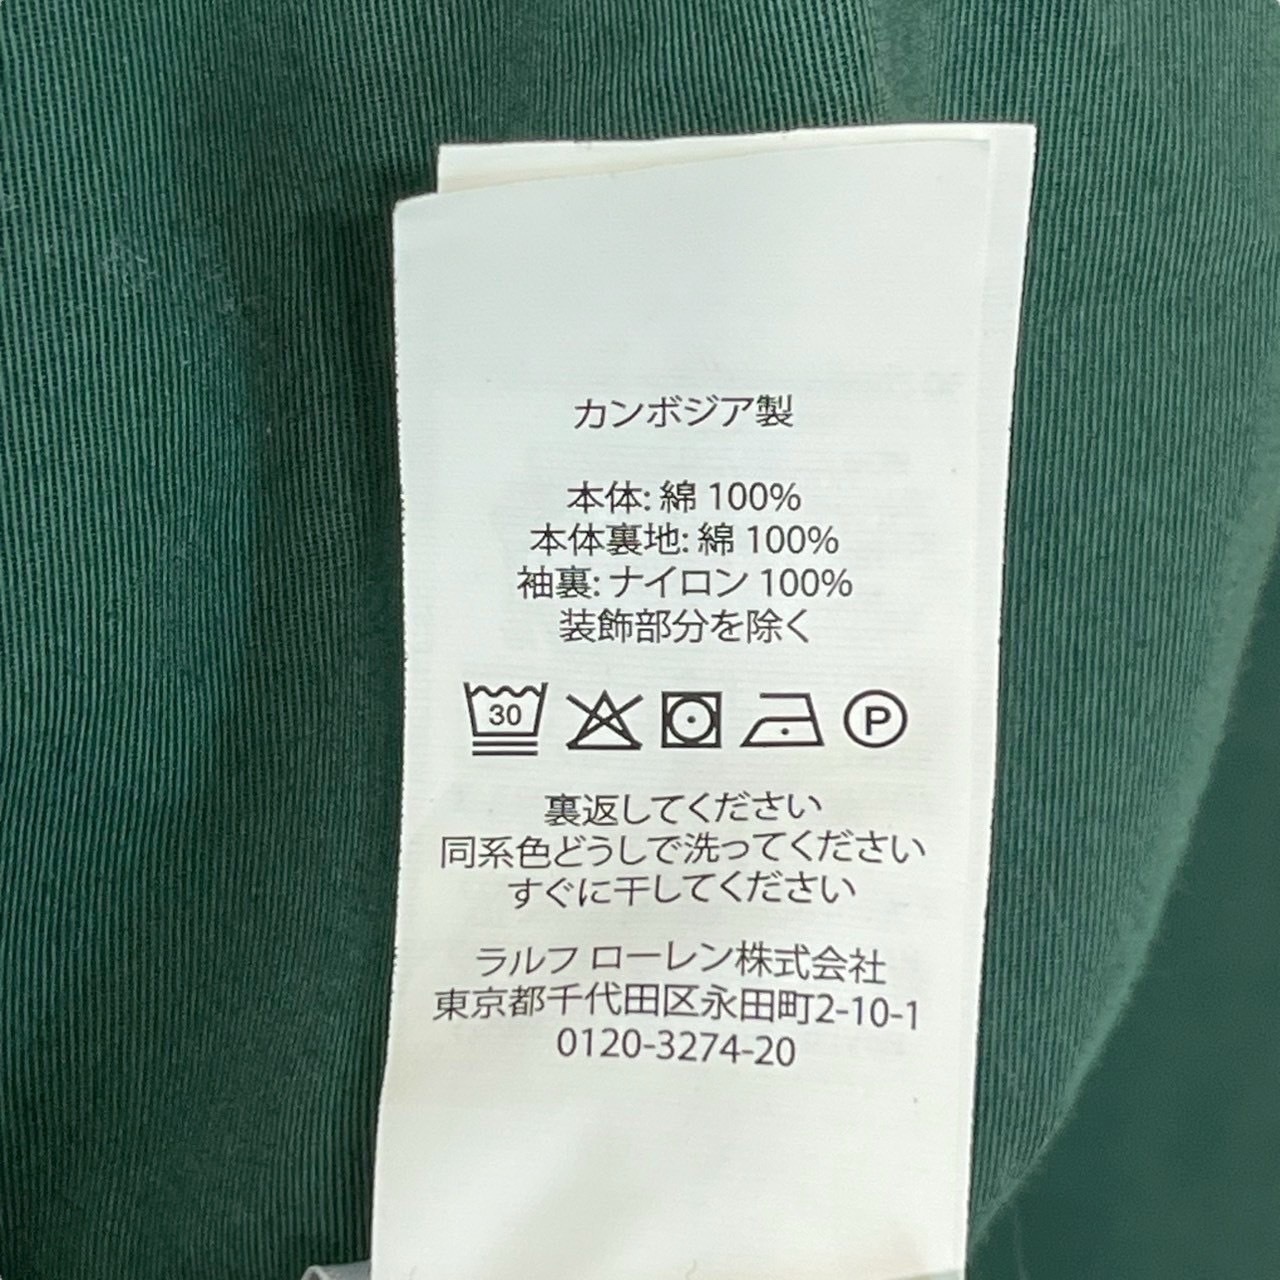 カンボジア製
本体: 綿 100%
本体裏地: 綿 100%
袖裏: ナイロン 100%
装飾部分を除く
30
P
裏返してください
同系色どうしで洗ってください
すぐに干してください
ラルフ ローレン株式会社
東京都千代田区永田町2-10-1
0120-3274-20